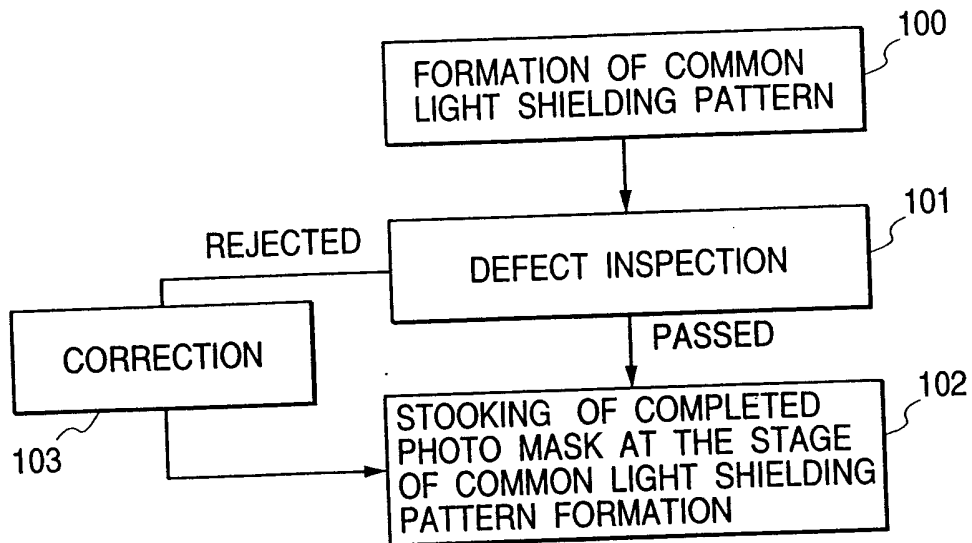 100
FORMATION OF COMMON
LIGHT SHIELDING PATTERN
101
REJECTED
DEFECT INSPECTION
PASSED
CORRECTION
103
102
STOOKING OF COMPLETED
PHOTO MASK AT THE STAGE
OF COMMON LIGHT SHIELDING
PATTERN FORMATION